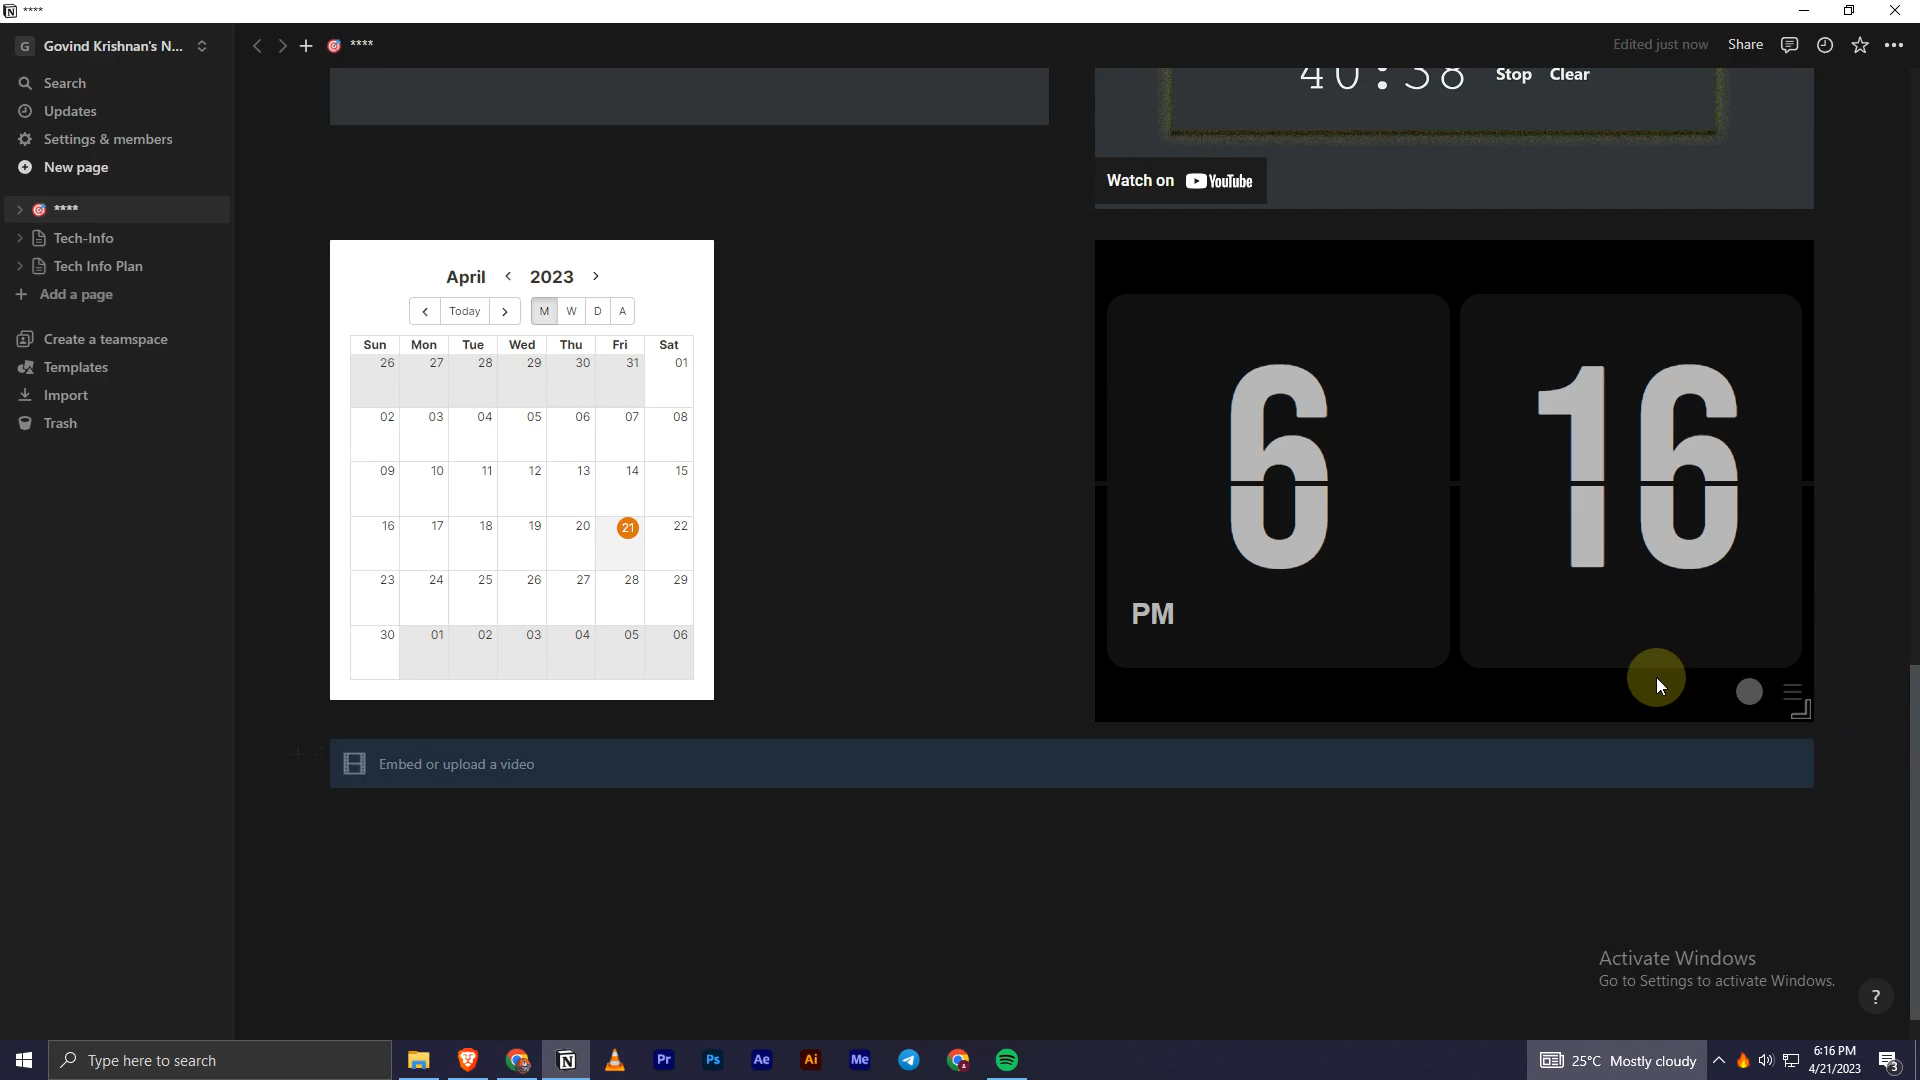 ****
Govind Krishnan's N...
****
Edited just now
Share
Search
Updates
Settings & members
New page
****
Tech-Info
Tech Info Plan
Add a page
Create a teamspace
Templates
Import
Trash
40:38 Stop Clear
Watch on YouTube
April 2023
Today M W D A
Sun Mon Tue Wed Thu Fri Sat
26 27 28 29 30 31 01
02 03 04 05 06 07 08
09 10 11 12 13 14 15
16 17 18 19 20 21 22
23 24 25 26 27 28 29
30 01 02 03 04 05 06
6 16
PM
Embed or upload a video
Activate Windows
Go to Settings to activate Windows.
?
Type here to search
Pr Ps Ae Ai Me
25°C Mostly cloudy
6:16 PM
4/21/2023
3